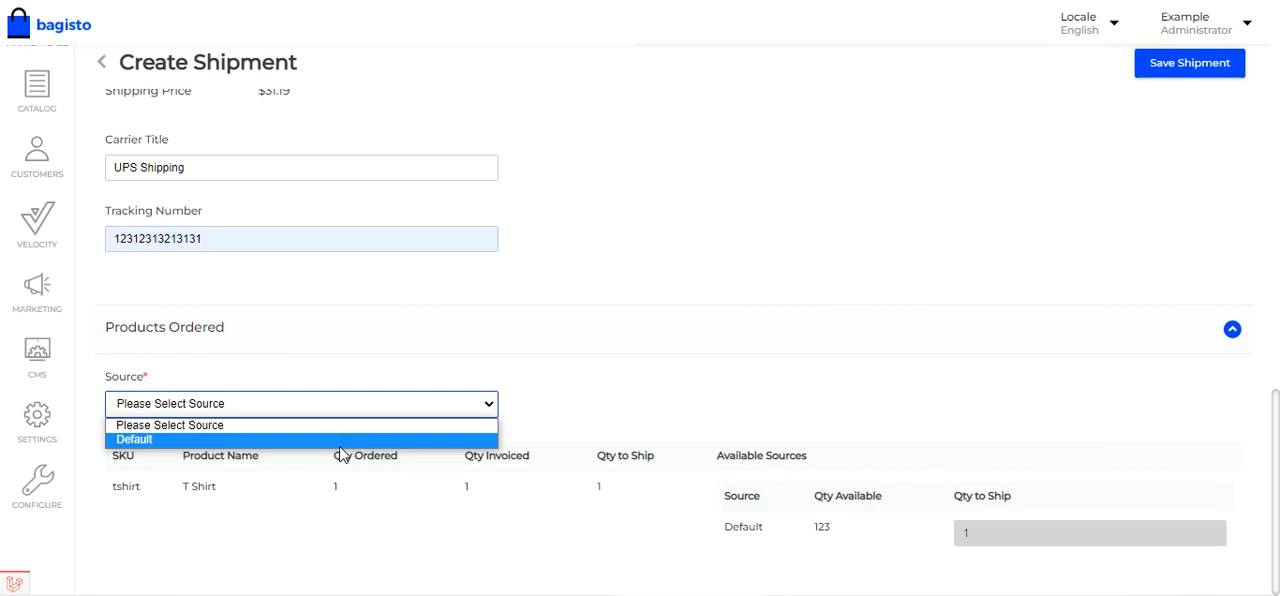 bagisto
Locale
English
Example
Administrator
Create Shipment
Save Shipment
Shipping Price
$31.19
Carrier Title
UPS Shipping
Tracking Number
12312313213131
CATALOG
CUSTOMERS
VELOCITY
MARKETING
CMS
SETTINGS
CONFIGURE
Products Ordered
Source*
Please Select Source
Please Select Source
Default
SKU Product Name Qty Ordered Qty Invoiced Qty to Ship Available Sources
tshirt T Shirt 1 1 1
Source Qty Available Qty to Ship
Default 123 1